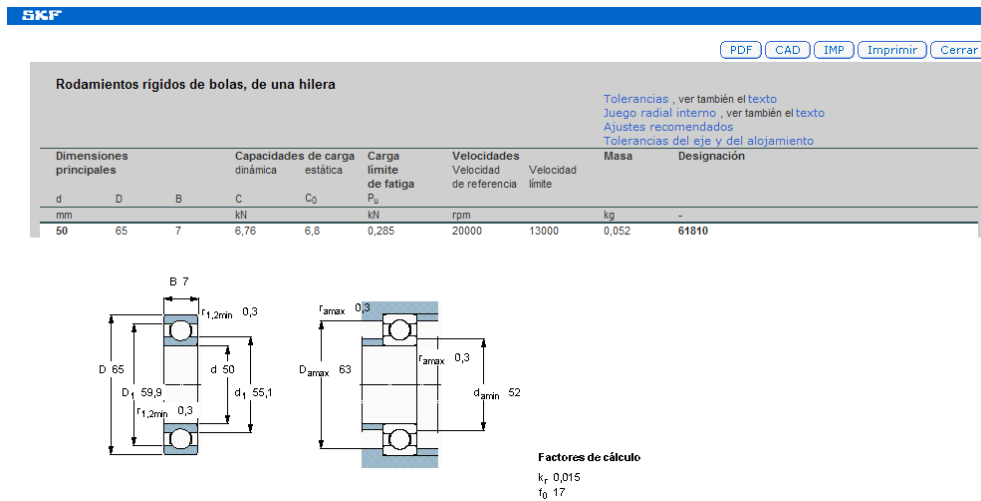 SKF
PDF CAD IMP Imprimir Cerrar
Rodamientos rígidos de bolas, de una hilera
Tolerancias , ver también el texto
Juego radial interno , ver también el texto
Ajustes recomendados
Tolerancias del eje y del alojamiento
Dimensiones Capacidades de carga Carga Velocidades Masa Designación
principales dinámica estática límite Velocidad Velocidad
de fatiga de referencia límite
d D B C C0 Pu
mm kN kN rpm kg -
50 65 7 6,76 6,8 0,285 20000 13000 0,052 61810
B 7
r1,2min 0,3
D 65
d 50
D1 59,9
d1 55,1
r1,2min 0,3
ramax 0,3
ramax 0,3
Damax 63
damin 52
Factores de cálculo
kr 0,015
f0 17